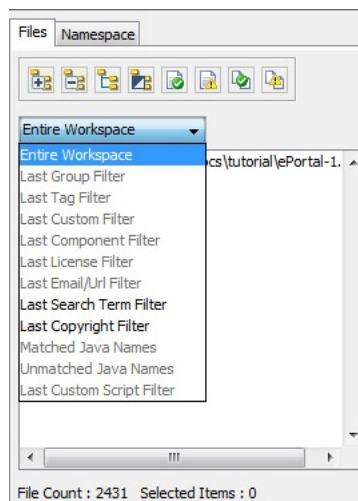 Files Namespace
Entire Workspace
Entire Workspace
ocs\tutorial\ePortal-1.
Last Group Filter
Last Tag Filter
Last Custom Filter
Last Component Filter
Last License Filter
Last Email/Url Filter
Last Search Term Filter
Last Copyright Filter
Matched Java Names
Unmatched Java Names
Last Custom Script Filter
File Count : 2431 Selected Items : 0